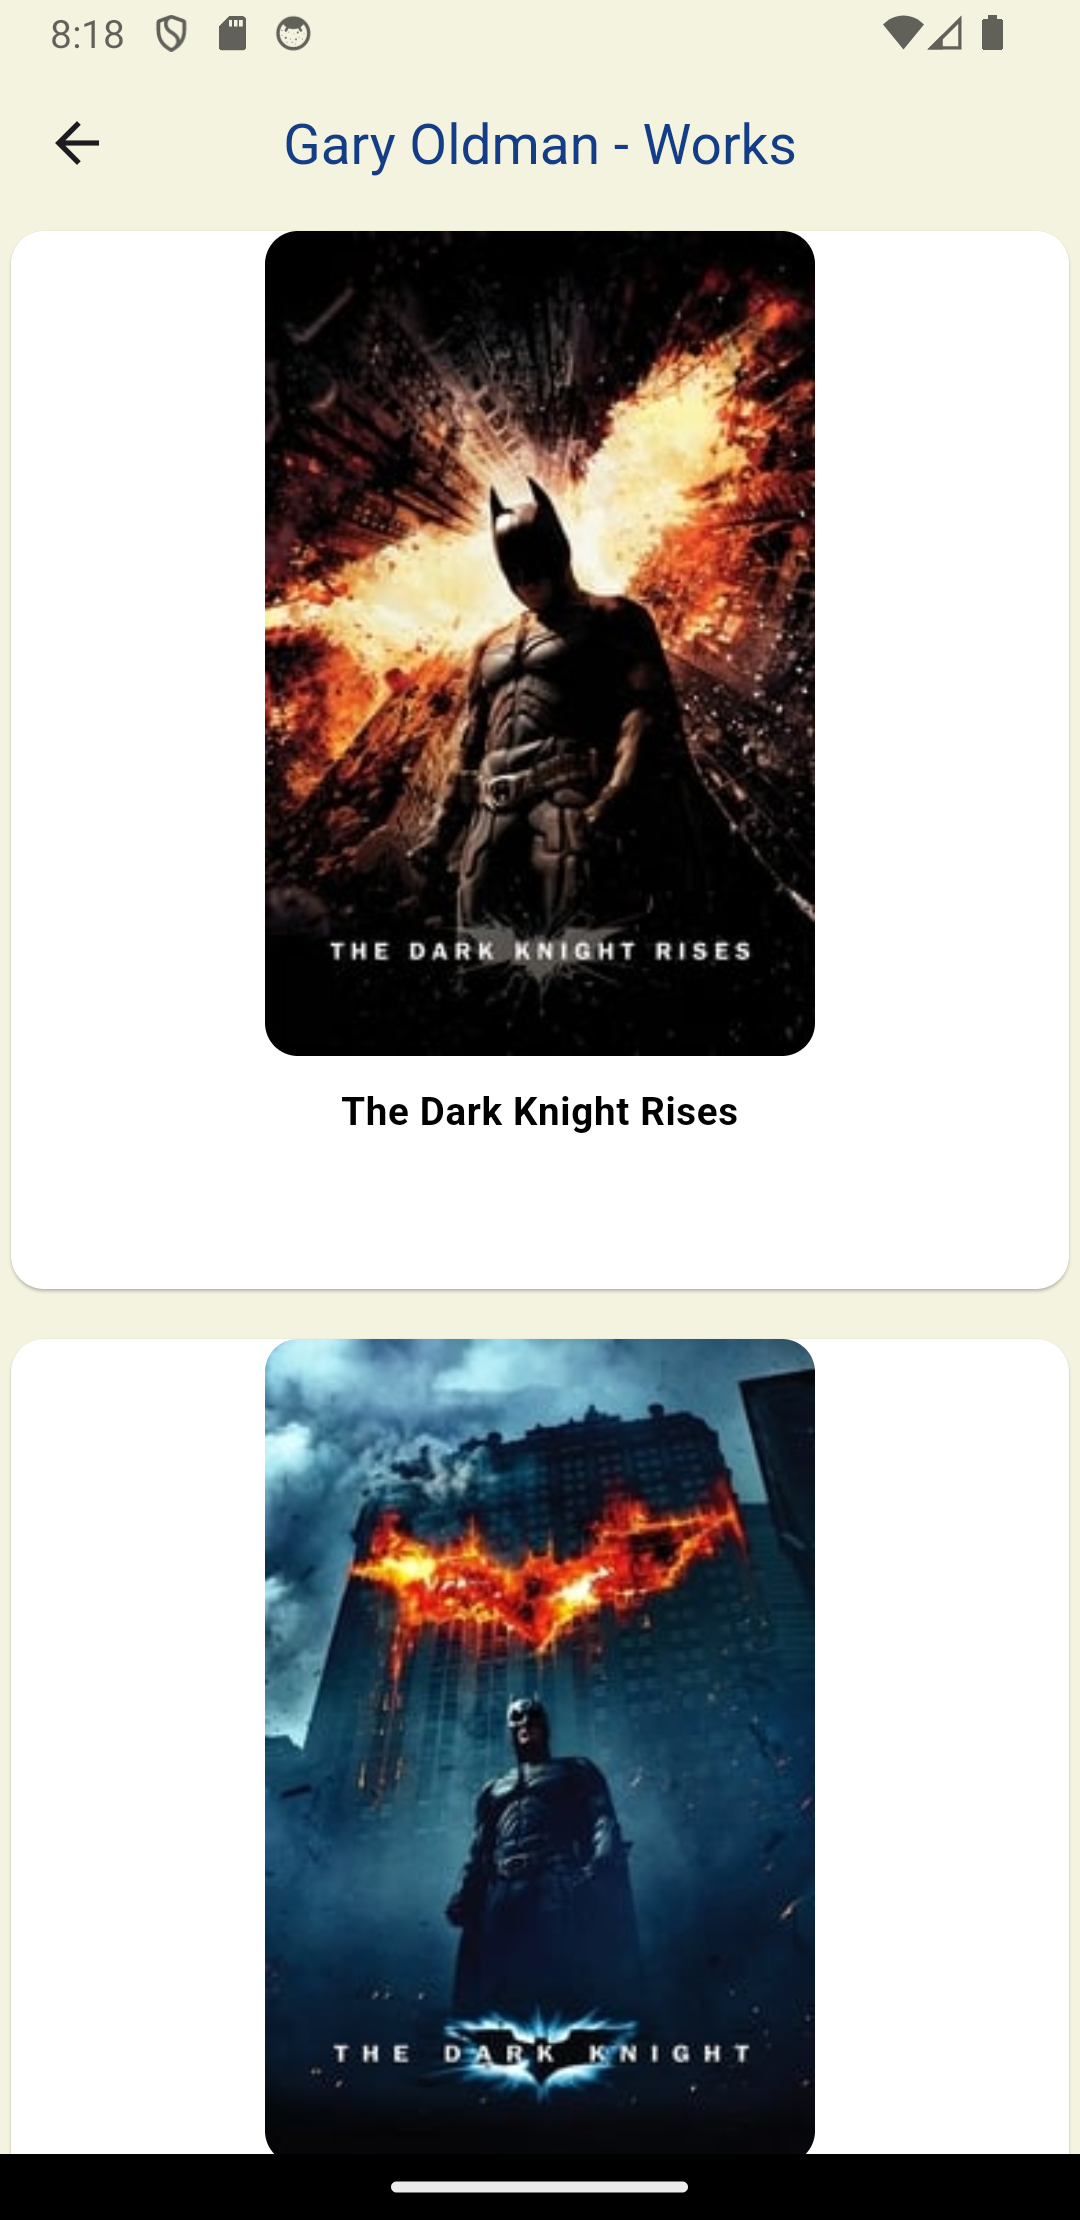 8:18
Gary Oldman - Works
THE DARK KNIGHT RISES
The Dark Knight Rises
THE DARK KNIGHT